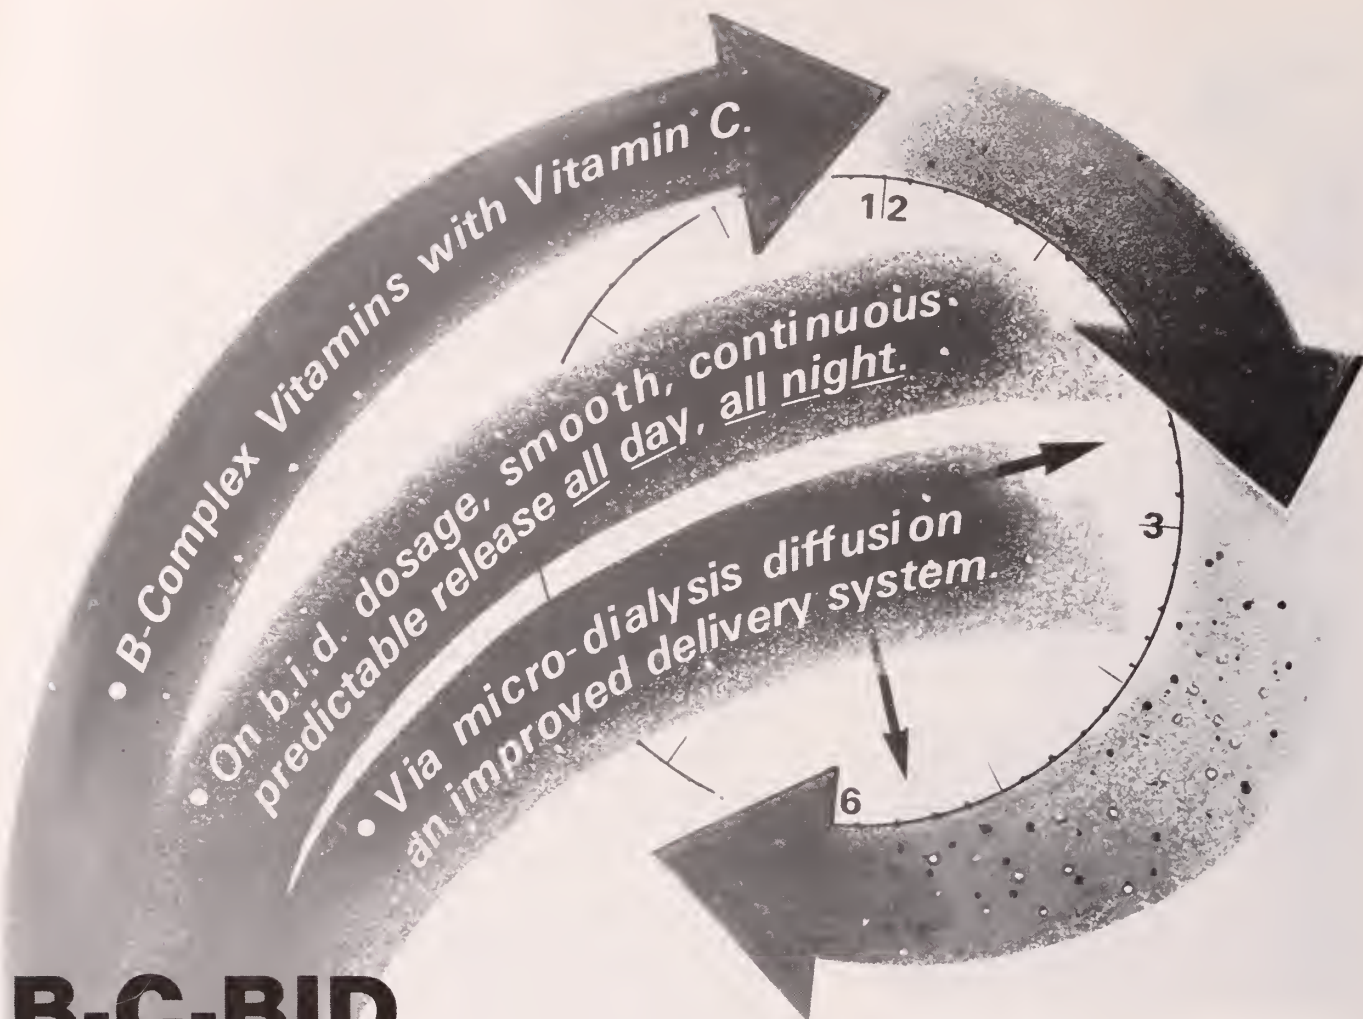 • B-Complex Vitamins with Vitamin C.
12
• On b.i.d. dosage, smooth, continuous
predictable release all day, all night.
3
• Via micro-dialysis diffusion
an improved delivery system.
6
B-C-BID